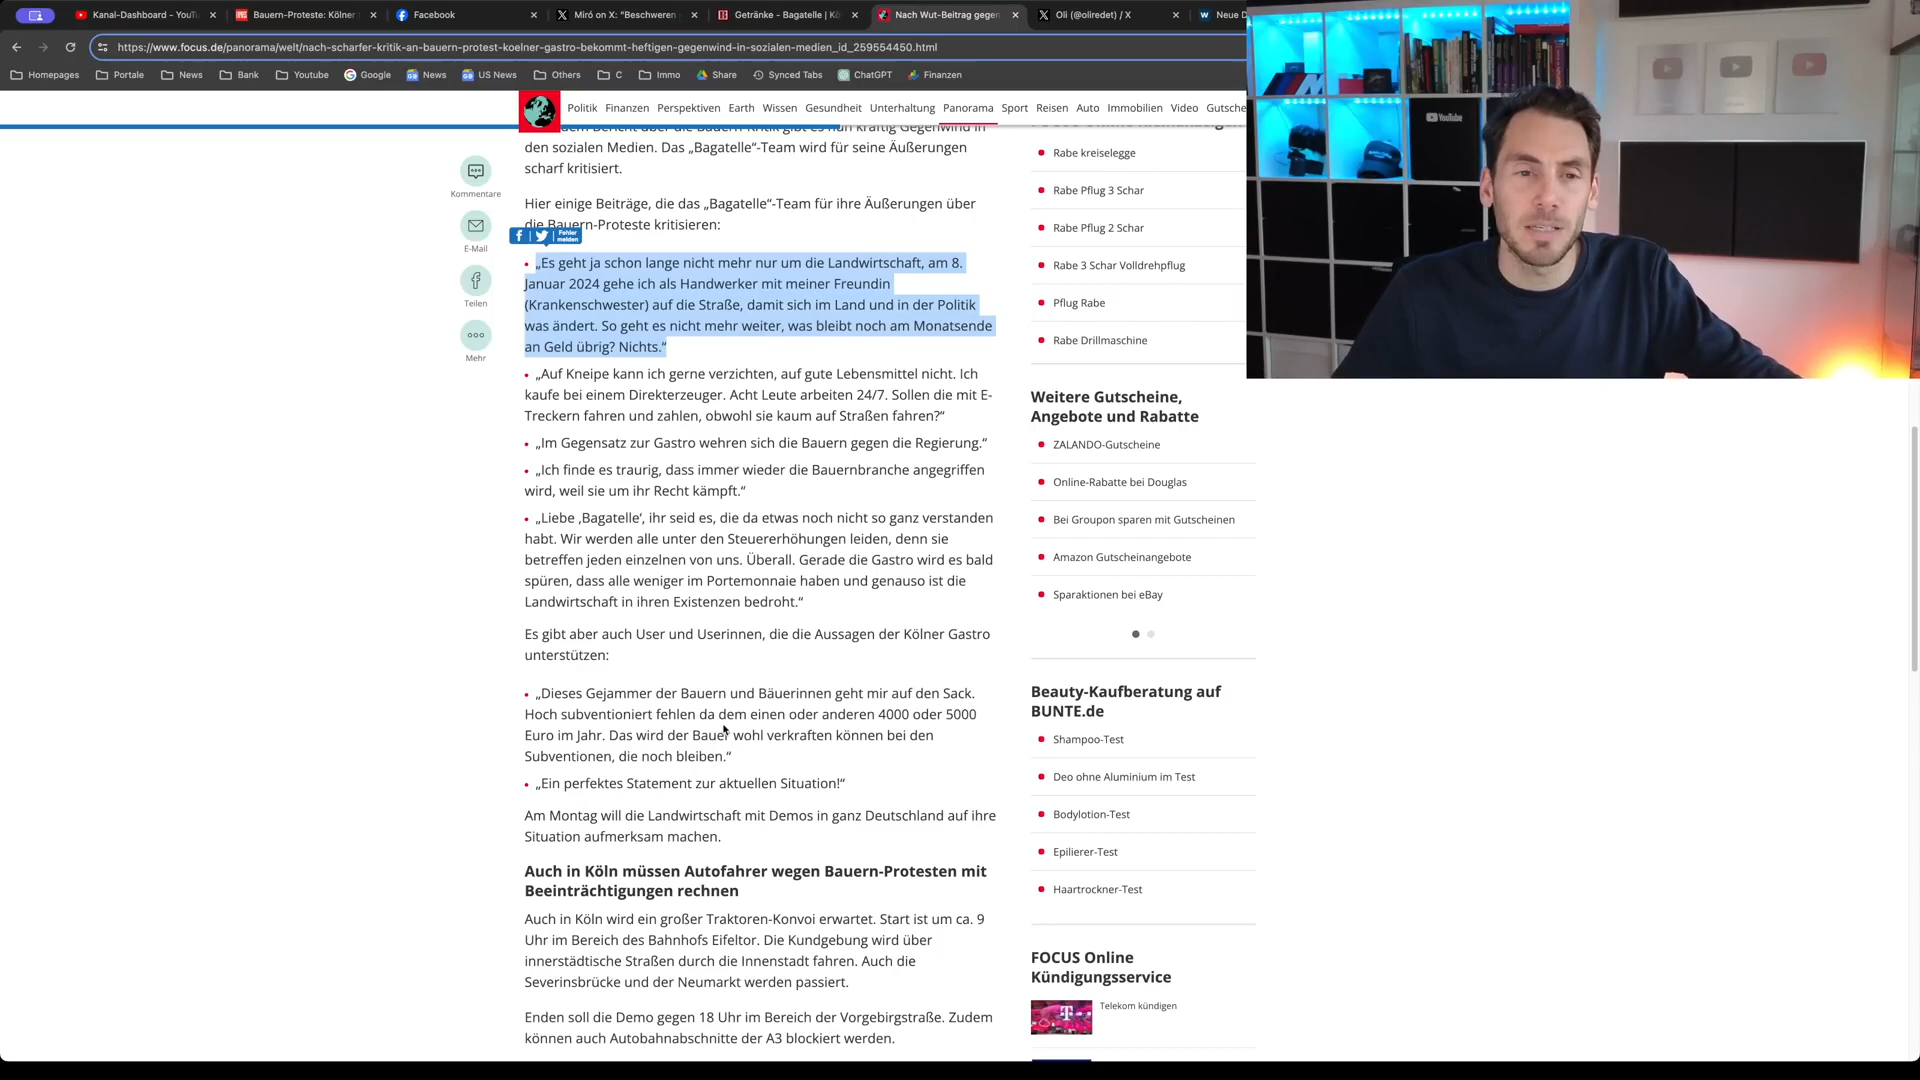 Kanal-Dashboard – YouTu
Bauern-Proteste: Kölner
Facebook
Miró on X: "Beschweren
Getränke – Bagatelle | Kö
Nach Wut-Beitrag gegen
Oli (@oliredet) / X
Neue D
https://www.focus.de/panorama/welt/nach-scharfer-kritik-an-bauern-protest-koelner-gastro-bekommt-heftigen-gegenwind-in-sozialen-medien_id_259554450.html
Homepages
Portale
News
Bank
Youtube
Google
News
US News
Others
C
Immo
Share
Synced Tabs
ChatGPT
Finanzen
Politik Finanzen Perspektiven Earth Wissen Gesundheit Unterhaltung Panorama Sport Reisen Auto Immobilien Video Gutsche
dem Bericht über die Bauern-Kritik gibt es nun kräftig Gegenwind in
den sozialen Medien. Das „Bagatelle“-Team wird für seine Äußerungen
scharf kritisiert.
Hier einige Beiträge, die das „Bagatelle“-Team für ihre Äußerungen über
die Bauern-Proteste kritisieren:
Fehler
melden
• „Es geht ja schon lange nicht mehr nur um die Landwirtschaft, am 8.
Januar 2024 gehe ich als Handwerker mit meiner Freundin
(Krankenschwester) auf die Straße, damit sich im Land und in der Politik
was ändert. So geht es nicht mehr weiter, was bleibt noch am Monatsende
an Geld übrig? Nichts.“
• „Auf Kneipe kann ich gerne verzichten, auf gute Lebensmittel nicht. Ich
kaufe bei einem Direkterzeuger. Acht Leute arbeiten 24/7. Sollen die mit E-
Treckern fahren und zahlen, obwohl sie kaum auf Straßen fahren?“
• „Im Gegensatz zur Gastro wehren sich die Bauern gegen die Regierung.“
• „Ich finde es traurig, dass immer wieder die Bauernbranche angegriffen
wird, weil sie um ihr Recht kämpft.“
• „Liebe ‚Bagatelle‘, ihr seid es, die da etwas noch nicht so ganz verstanden
habt. Wir werden alle unter den Steuererhöhungen leiden, denn sie
betreffen jeden einzelnen von uns. Überall. Gerade die Gastro wird es bald
spüren, dass alle weniger im Portemonnaie haben und genauso ist die
Landwirtschaft in ihren Existenzen bedroht.“
Es gibt aber auch User und Userinnen, die die Aussagen der Kölner Gastro
unterstützen:
• „Dieses Gejammer der Bauern und Bäuerinnen geht mir auf den Sack.
Hoch subventioniert fehlen da dem einen oder anderen 4000 oder 5000
Euro im Jahr. Das wird der Bauer wohl verkraften können bei den
Subventionen, die noch bleiben.“
• „Ein perfektes Statement zur aktuellen Situation!“
Am Montag will die Landwirtschaft mit Demos in ganz Deutschland auf ihre
Situation aufmerksam machen.
Auch in Köln müssen Autofahrer wegen Bauern-Protesten mit
Beeinträchtigungen rechnen
Auch in Köln wird ein großer Traktoren-Konvoi erwartet. Start ist um ca. 9
Uhr im Bereich des Bahnhofs Eifeltor. Die Kundgebung wird über
innerstädtische Straßen durch die Innenstadt fahren. Auch die
Severinsbrücke und der Neumarkt werden passiert.
Enden soll die Demo gegen 18 Uhr im Bereich der Vorgebirgstraße. Zudem
können auch Autobahnabschnitte der A3 blockiert werden.
Kommentare
E-Mail
Teilen
Mehr
Rabe kreiselegge
Rabe Pflug 3 Schar
Rabe Pflug 2 Schar
Rabe 3 Schar Volldrehpflug
Pflug Rabe
Rabe Drillmaschine
Weitere Gutscheine,
Angebote und Rabatte
ZALANDO-Gutscheine
Online-Rabatte bei Douglas
Bei Groupon sparen mit Gutscheinen
Amazon Gutscheinangebote
Sparaktionen bei eBay
Beauty-Kaufberatung auf
BUNTE.de
Shampoo-Test
Deo ohne Aluminium im Test
Bodylotion-Test
Epilierer-Test
Haartrockner-Test
FOCUS Online
Kündigungsservice
Telekom kündigen
YouTube